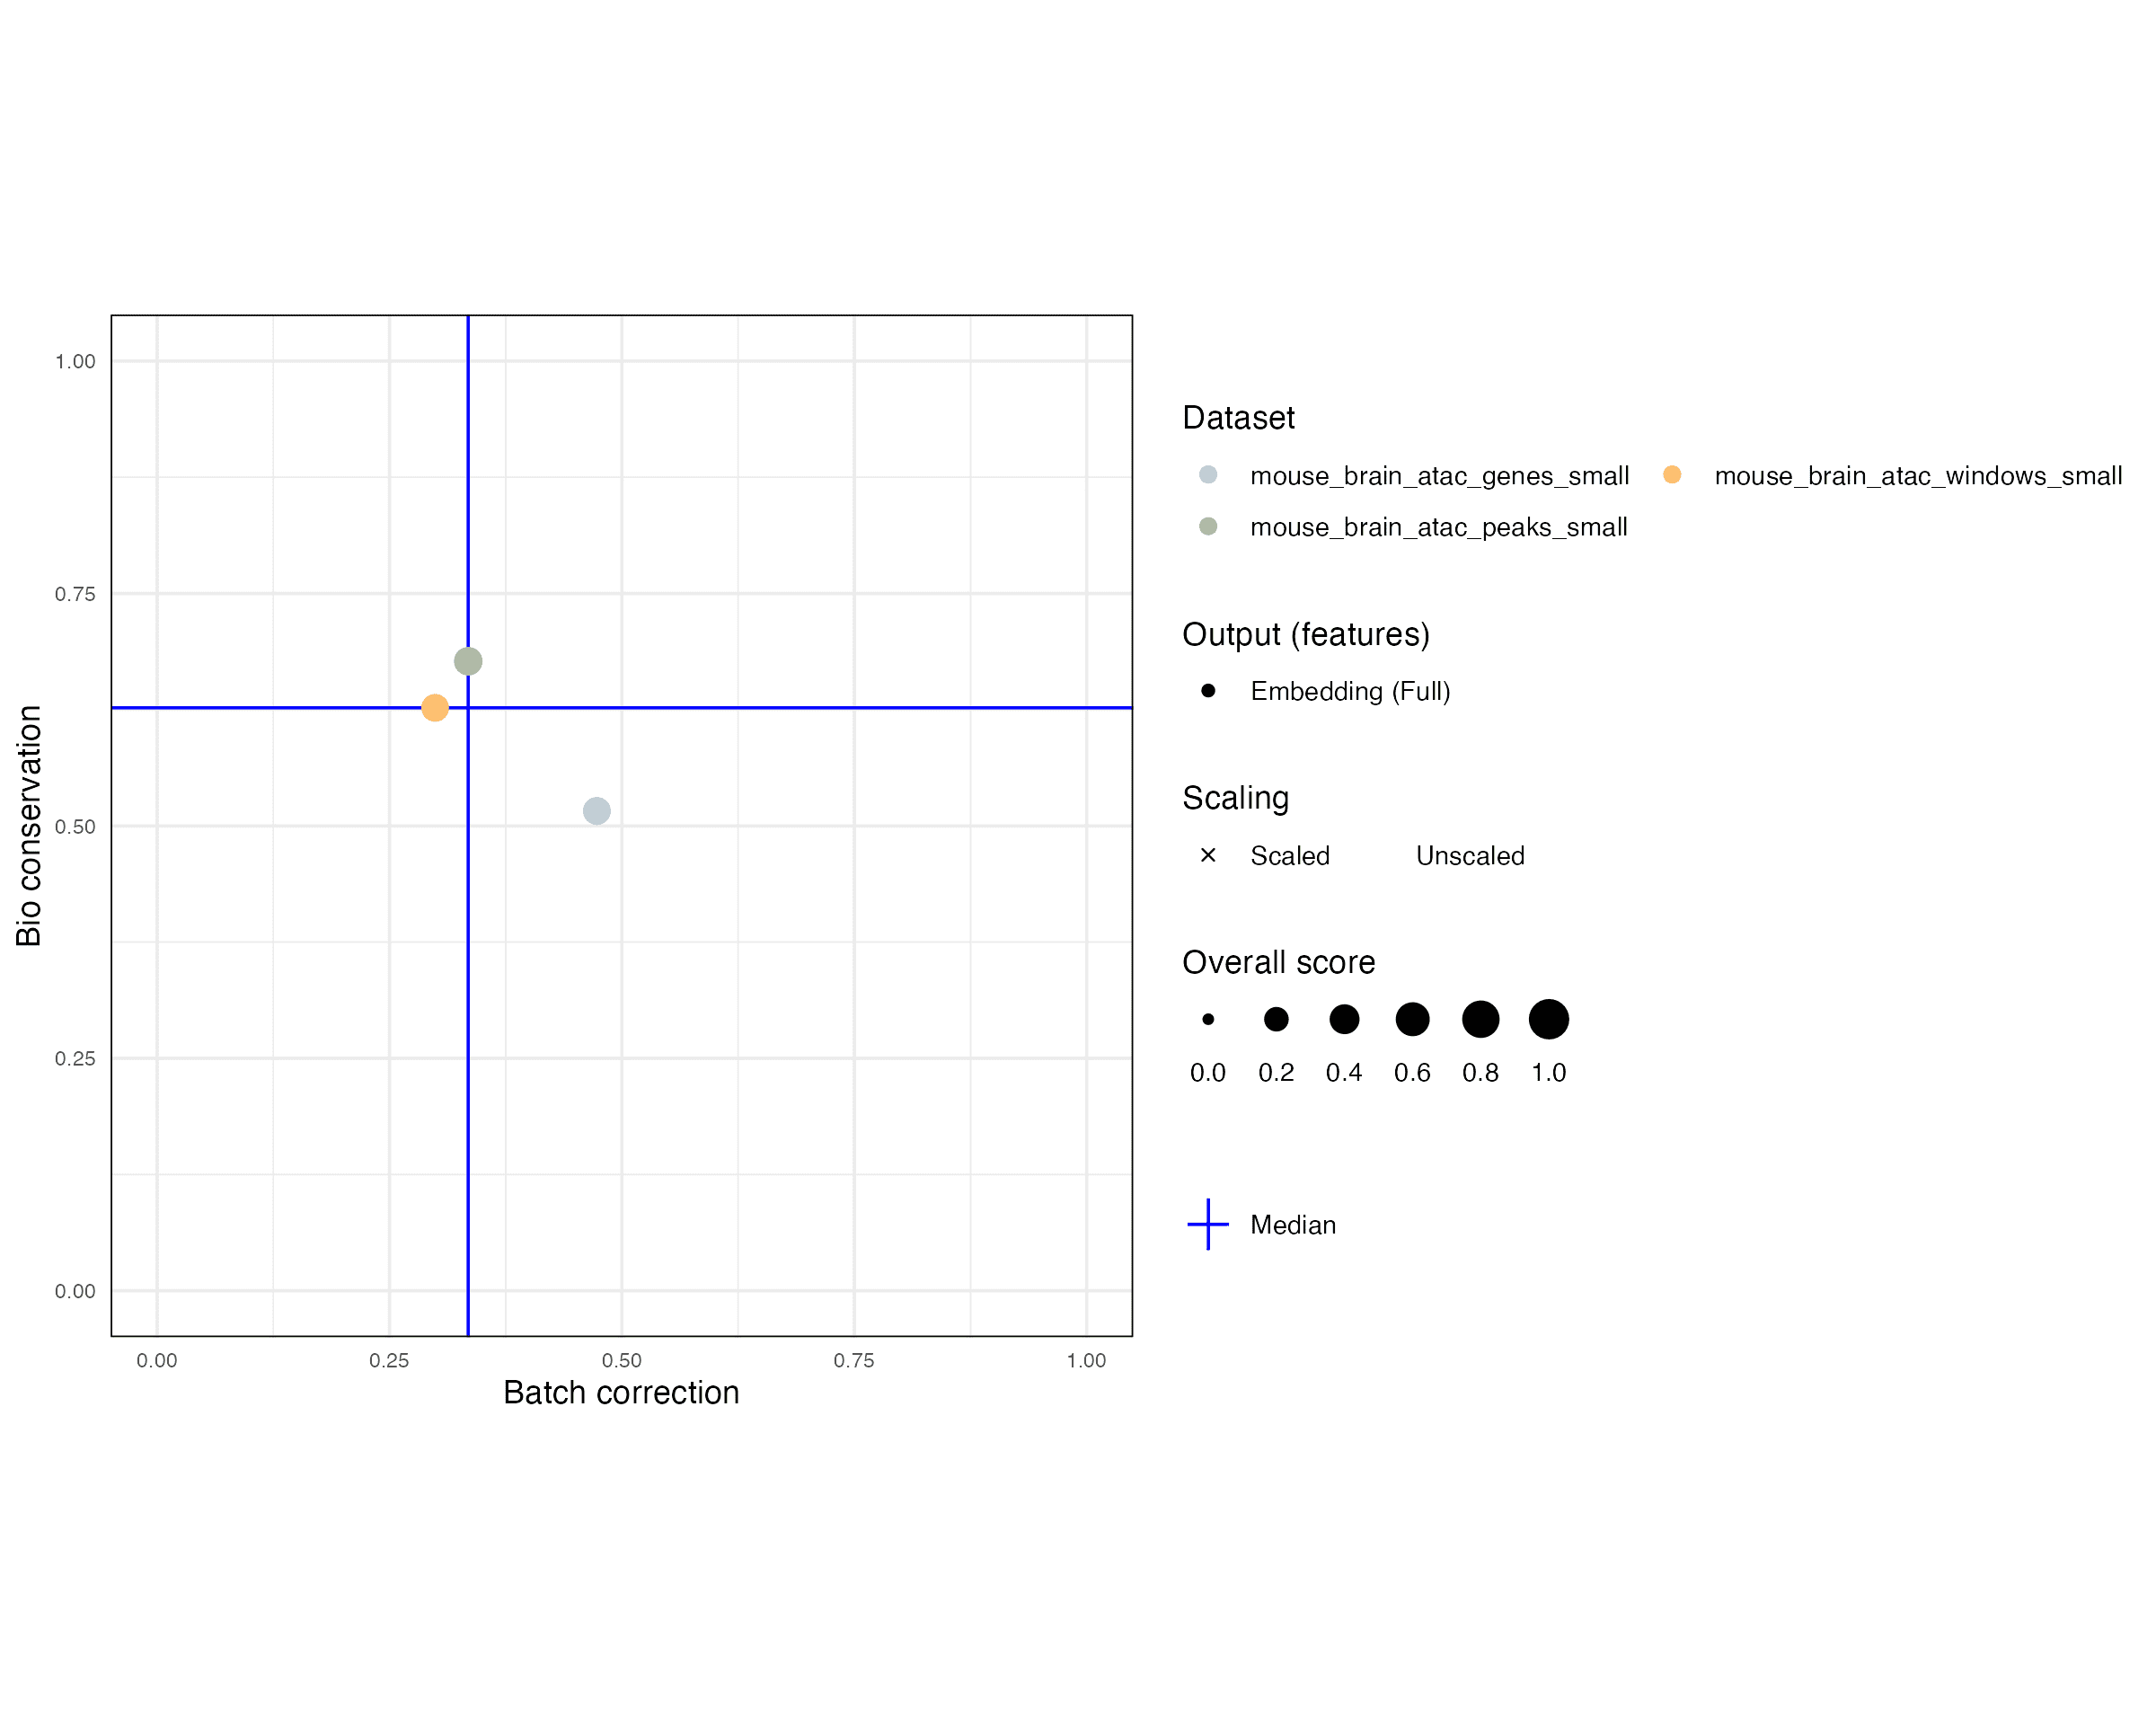 1.00
0.75
0.50
0.25
0.00
Bio conservation
0.00 0.25 0.50 0.75 1.00
Batch correction
Dataset
mouse_brain_atac_genes_small mouse_brain_atac_windows_small
mouse_brain_atac_peaks_small
Output (features)
Embedding (Full)
Scaling
Scaled Unscaled
Overall score
0.0 0.2 0.4 0.6 0.8 1.0
Median